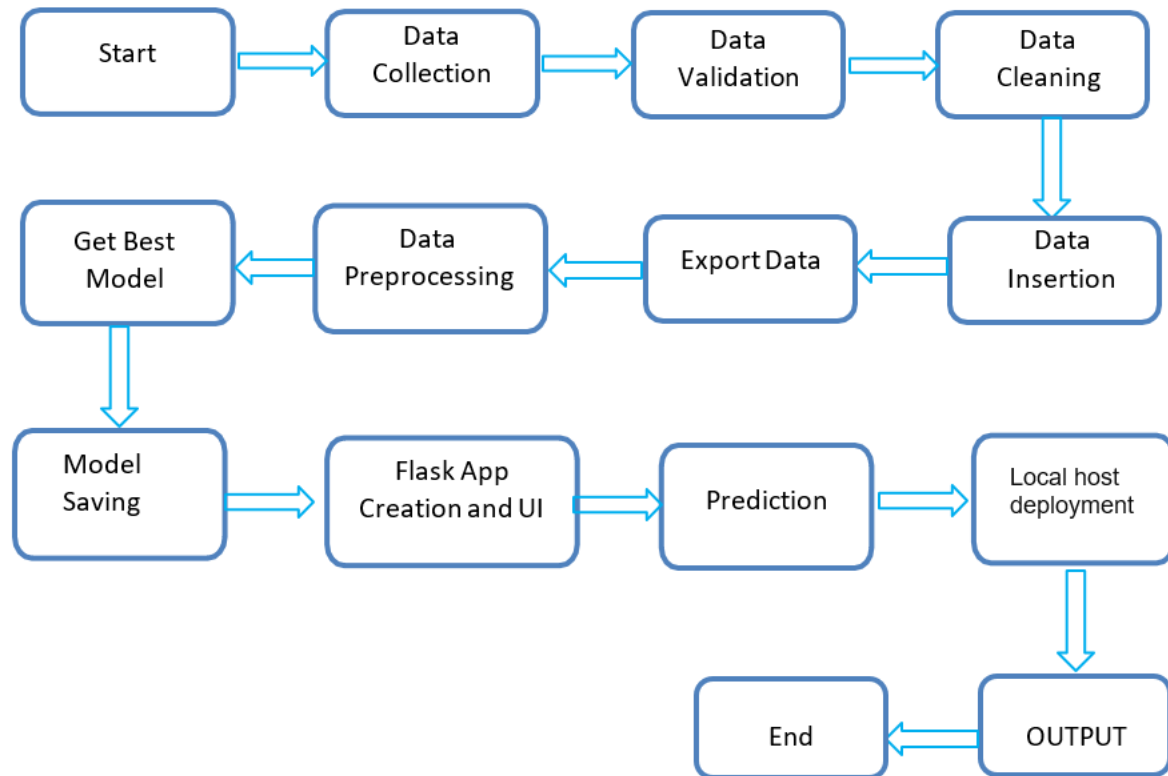 Start
Data
Collection
Data
Validation
Data
Cleaning
Data
Insertion
Export Data
Data
Preprocessing
Get Best
Model
Model
Saving
Flask App
Creation and UI
Prediction
Local host
deployment
OUTPUT
End